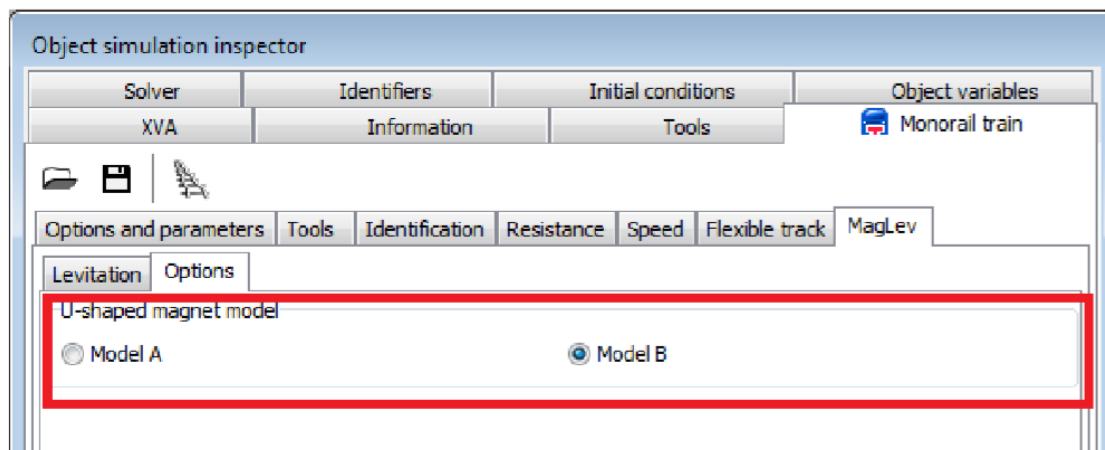 Object simulation inspector
Solver Identifiers Initial conditions Object variables
XVA Information Tools Monorail train
Options and parameters Tools Identification Resistance Speed Flexible track MagLev
Levitation Options
U-shaped magnet model
Model A Model B